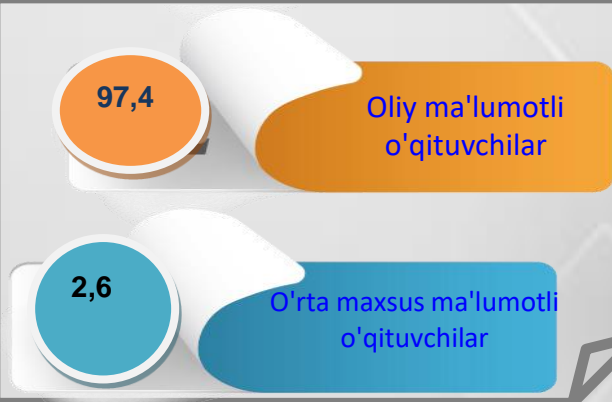 97,4
Oliy ma'lumotli
o'qituvchilar
2,6
O'rta maxsus ma'lumotli
o'qituvchilar